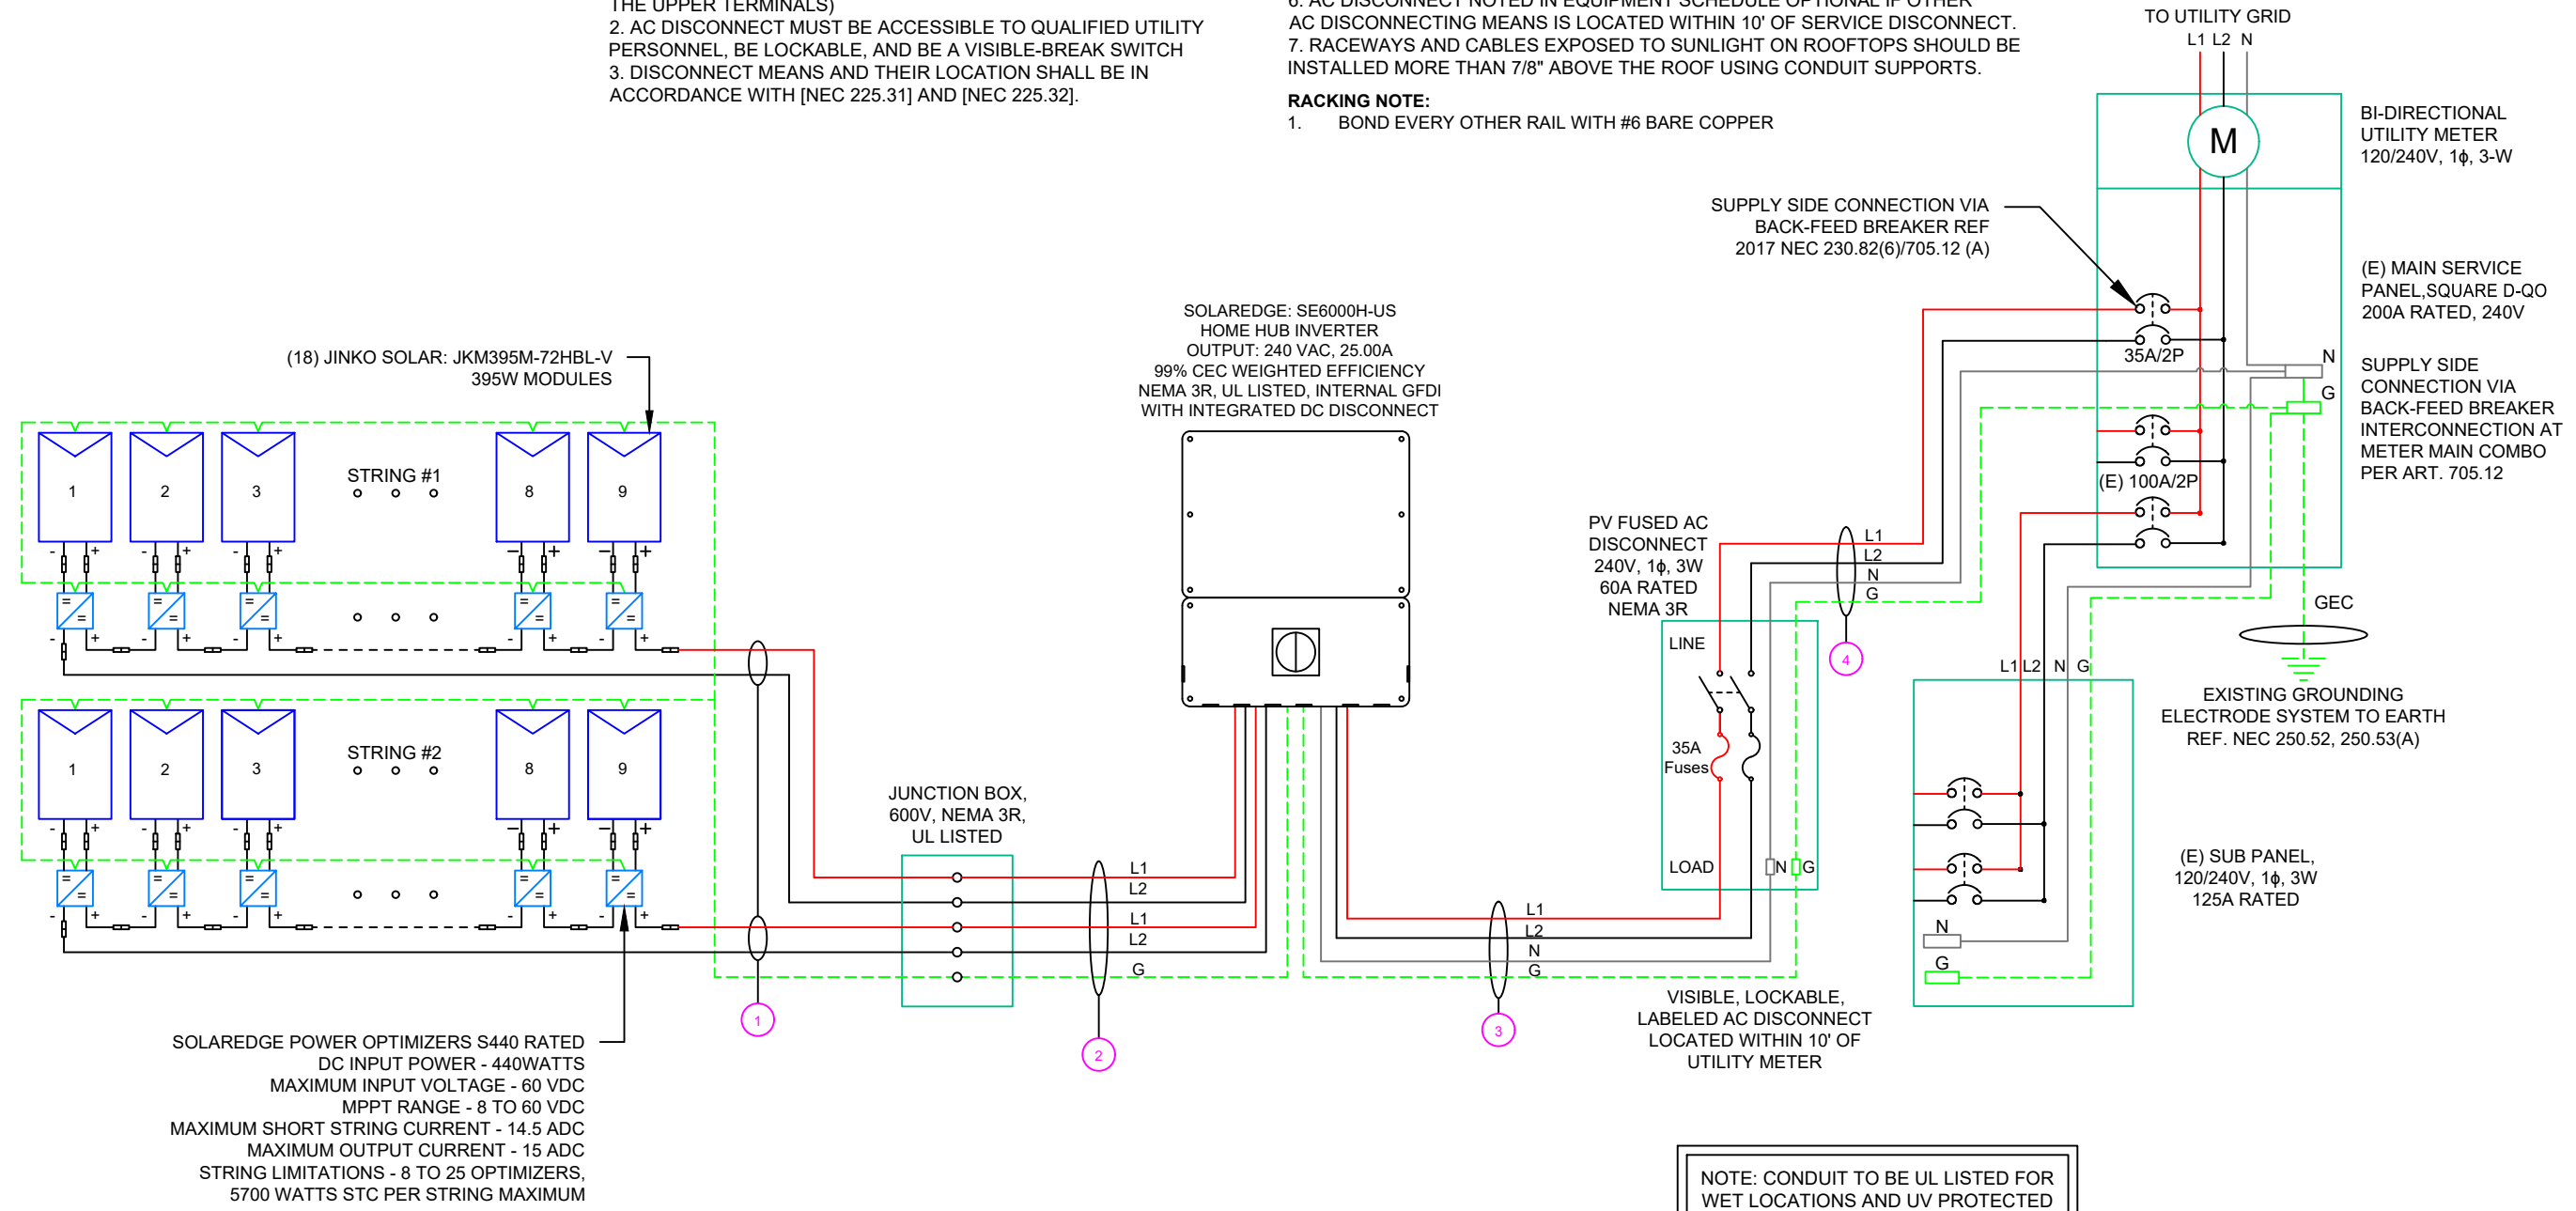 THE UPPER TERMINALS)
2. AC DISCONNECT MUST BE ACCESSIBLE TO QUALIFIED UTILITY
PERSONNEL, BE LOCKABLE, AND BE A VISIBLE-BREAK SWITCH
3. DISCONNECT MEANS AND THEIR LOCATION SHALL BE IN
ACCORDANCE WITH [NEC 225.31] AND [NEC 225.32].
6. AC DISCONNECT NOTED IN EQUIPMENT SCHEDULE OPTIONAL IF OTHER
AC DISCONNECTING MEANS IS LOCATED WITHIN 10' OF SERVICE DISCONNECT.
7. RACEWAYS AND CABLES EXPOSED TO SUNLIGHT ON ROOFTOPS SHOULD BE
INSTALLED MORE THAN 7/8" ABOVE THE ROOF USING CONDUIT SUPPORTS.
RACKING NOTE:
1. BOND EVERY OTHER RAIL WITH #6 BARE COPPER
TO UTILITY GRID
L1 L2 N
M
BI-DIRECTIONAL
UTILITY METER
120/240V, 1ϕ, 3-W
SUPPLY SIDE CONNECTION VIA
BACK-FEED BREAKER REF
2017 NEC 230.82(6)/705.12 (A)
(E) MAIN SERVICE
PANEL,SQUARE D-QO
200A RATED, 240V
35A/2P
N
G
SUPPLY SIDE
CONNECTION VIA
BACK-FEED BREAKER
INTERCONNECTION AT
METER MAIN COMBO
PER ART. 705.12
(E) 100A/2P
SOLAREDGE: SE6000H-US
HOME HUB INVERTER
OUTPUT: 240 VAC, 25.00A
99% CEC WEIGHTED EFFICIENCY
NEMA 3R, UL LISTED, INTERNAL GFDI
WITH INTEGRATED DC DISCONNECT
(18) JINKO SOLAR: JKM395M-72HBL-V
395W MODULES
STRING #1
1 2 3 8 9
- + - + - + - + - +
= = = = = = = = = =
- + - + - + - + - +
STRING #2
1 2 3 8 9
- + - + - + - + - +
= = = = = = = = = =
- + - + - + - + - +
1
SOLAREDGE POWER OPTIMIZERS S440 RATED
DC INPUT POWER - 440WATTS
MAXIMUM INPUT VOLTAGE - 60 VDC
MPPT RANGE - 8 TO 60 VDC
MAXIMUM SHORT STRING CURRENT - 14.5 ADC
MAXIMUM OUTPUT CURRENT - 15 ADC
STRING LIMITATIONS - 8 TO 25 OPTIMIZERS,
5700 WATTS STC PER STRING MAXIMUM
JUNCTION BOX,
600V, NEMA 3R,
UL LISTED
L1
L2
L1
L2
G
2
L1
L2
N
G
3
PV FUSED AC
DISCONNECT
240V, 1ϕ, 3W
60A RATED
NEMA 3R
LINE
35A
Fuses
LOAD
N G
L1
L2
N
G
4
VISIBLE, LOCKABLE,
LABELED AC DISCONNECT
LOCATED WITHIN 10' OF
UTILITY METER
GEC
EXISTING GROUNDING
ELECTRODE SYSTEM TO EARTH
REF. NEC 250.52, 250.53(A)
L1 L2 N G
N
G
(E) SUB PANEL,
120/240V, 1ϕ, 3W
125A RATED
NOTE: CONDUIT TO BE UL LISTED FOR
WET LOCATIONS AND UV PROTECTED